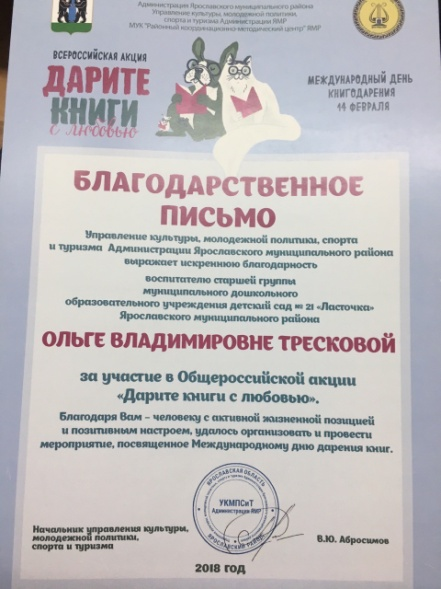 Администрация Ярославского муниципального района
Управление культуры, молодежной политики,
спорта и туризма Администрации ЯМР
МУК "Районный координационно-методический центр" ЯМР
ВСЕРОССИЙСКАЯ АКЦИЯ
ДАРИТЕ
КНИГИ
с любовью
МЕЖДУНАРОДНЫЙ ДЕНЬ
КНИГОДАРЕНИЯ
14 ФЕВРАЛЯ
БЛАГОДАРСТВЕННОЕ
ПИСЬМО
Управление культуры, молодежной политики, спорта
и туризма Администрации Ярославского муниципального района
выражает искреннюю благодарность
воспитателю старшей группы
муниципального дошкольного
образовательного учреждения детский сад № 21 «Ласточка»
Ярославского муниципального района
ОЛЬГЕ ВЛАДИМИРОВНЕ ТРЕСКОВОЙ
за участие в Общероссийской акции
«Дарите книги с любовью».
Благодаря Вам – человеку с активной жизненной позицией
и позитивным настроем, удалось организовать и провести
мероприятие, посвященное Международному дню дарения книг.
ЯРОСЛАВСКАЯ ОБЛАСТЬ
УКМПСиТ
Администрации ЯМР
ЯРОСЛАВСКИЙ РАЙОН
Начальник управления культуры,
молодежной политики,
спорта и туризма
В.Ю. Абросимов
2018 год